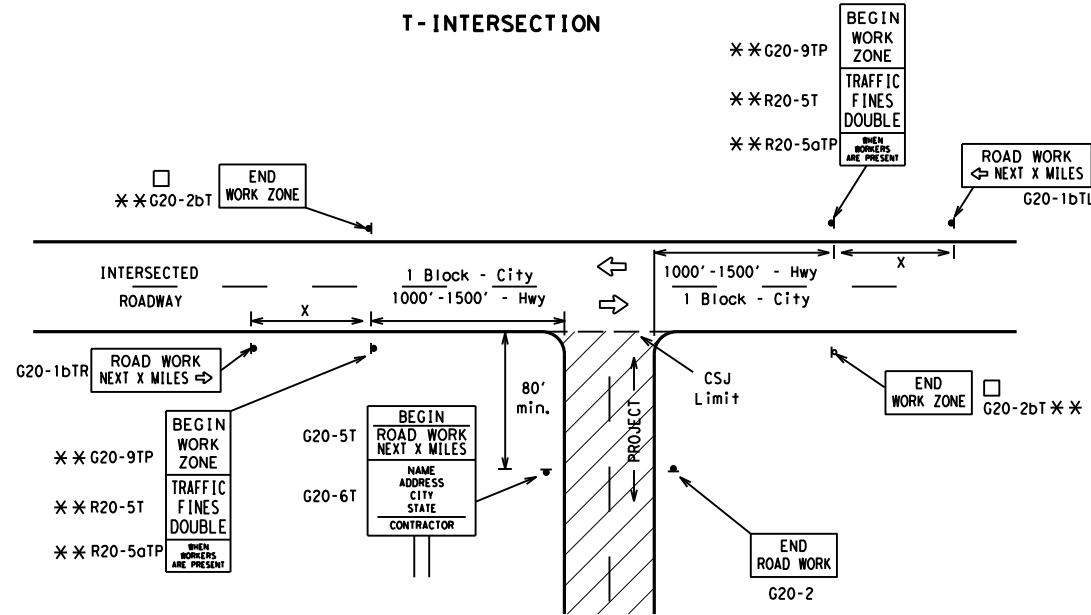 T-INTERSECTION
BEGIN
WORK
ZONE
✳✳G20-9TP
TRAFFIC
FINES
DOUBLE
✳✳R20-5T
WHEN
WORKERS
ARE PRESENT
✳✳R20-5aTP
ROAD WORK
⇦ NEXT X MILES
G20-1bTL
END
WORK ZONE
□
✳✳G20-2bT
INTERSECTED
ROADWAY
X
1 Block - City
1000'-1500' - Hwy
1000'-1500' - Hwy
1 Block - City
X
G20-1bTR
ROAD WORK
NEXT X MILES ⇨
80'
min.
CSJ
Limit
PROJECT
END
WORK ZONE
□
G20-2bT ✳✳
BEGIN
WORK
ZONE
✳✳G20-9TP
TRAFFIC
FINES
DOUBLE
✳✳R20-5T
WHEN
WORKERS
ARE PRESENT
✳✳R20-5aTP
G20-5T
BEGIN
ROAD WORK
NEXT X MILES
G20-6T
NAME
ADDRESS
CITY
STATE
CONTRACTOR
END
ROAD WORK
G20-2